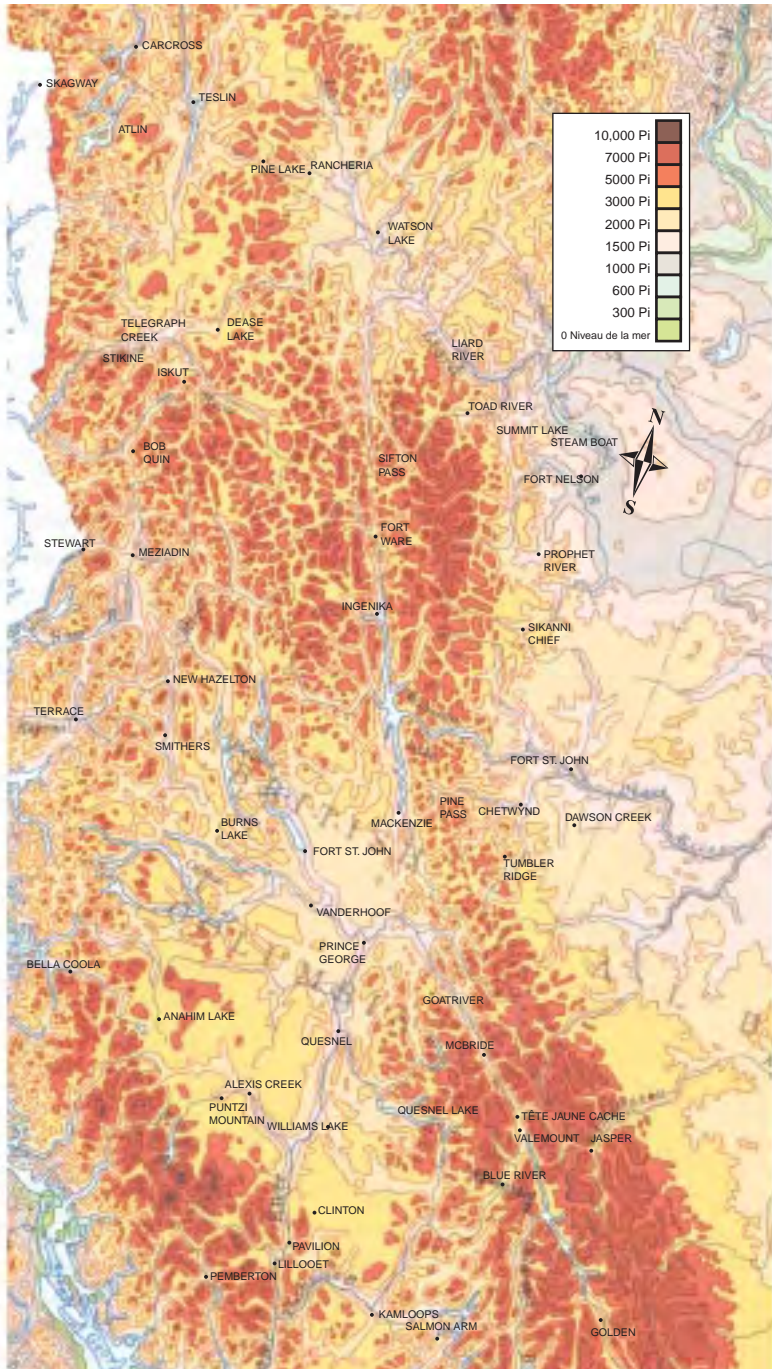 CARCROSS
SKAGWAY
TESLIN
ATLIN
PINE LAKE
RANCHERIA
WATSON
LAKE
10,000 Pi
7000 Pi
5000 Pi
3000 Pi
2000 Pi
1500 Pi
1000 Pi
600 Pi
300 Pi
0 Niveau de la mer
TELEGRAPH
CREEK
DEASE
LAKE
STIKINE
ISKUT
LIARD
RIVER
TOAD RIVER
SUMMIT LAKE
STEAM BOAT
N
S
BOB
QUIN
SIFTON
PASS
FORT NELSON
STEWART
MEZIADIN
FORT
WARE
PROPHET
RIVER
INGENIKA
SIKANNI
CHIEF
NEW HAZELTON
TERRACE
SMITHERS
FORT ST. JOHN
MACKENZIE
PINE
PASS
CHETWYND
DAWSON CREEK
BURNS
LAKE
FORT ST. JOHN
TUMBLER
RIDGE
VANDERHOOF
PRINCE
GEORGE
BELLA COOLA
ANAHIM LAKE
GOATRIVER
QUESNEL
MCBRIDE
ALEXIS CREEK
PUNTZI
MOUNTAIN
WILLIAMS LAKE
QUESNEL LAKE
TÊTE JAUNE CACHE
VALEMOUNT
JASPER
BLUE RIVER
CLINTON
PAVILION
LILLOOET
PEMBERTON
KAMLOOPS
SALMON ARM
GOLDEN